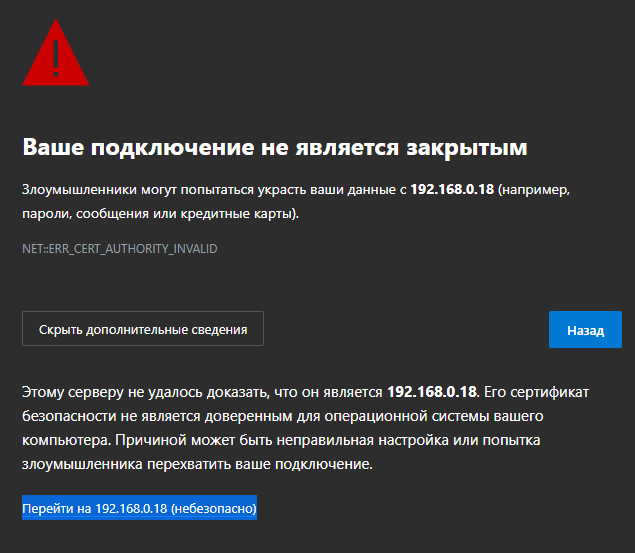 Ваше подключение не является закрытым
Злоумышленники могут попытаться украсть ваши данные с 192.168.0.18 (например,
пароли, сообщения или кредитные карты).
NET::ERR_CERT_AUTHORITY_INVALID
Скрыть дополнительные сведения
Назад
Этому серверу не удалось доказать, что он является 192.168.0.18. Его сертификат
безопасности не является доверенным для операционной системы вашего
компьютера. Причиной может быть неправильная настройка или попытка
злоумышленника перехватить ваше подключение.
Перейти на 192.168.0.18 (небезопасно)